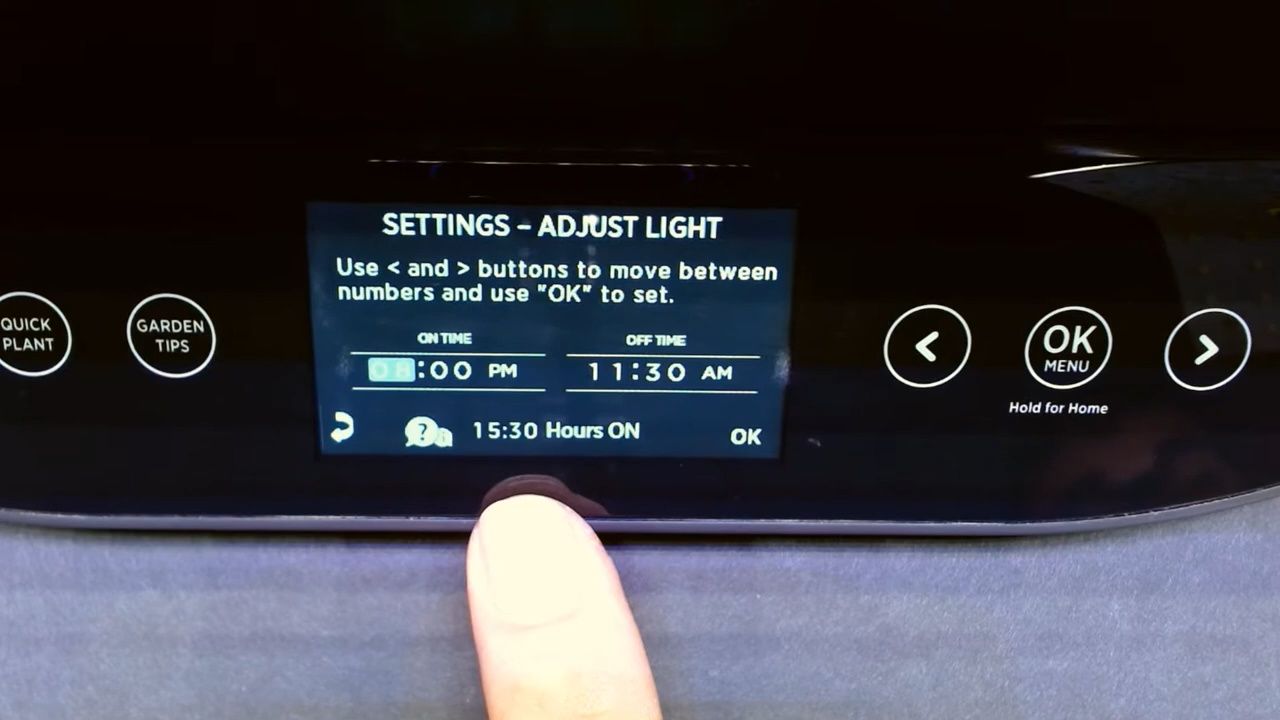 SETTINGS – ADJUST LIGHT
Use < and > buttons to move between
numbers and use "OK" to set.
ON TIME
OFF TIME
08:00 PM
11:30 AM
?
15:30 Hours ON
OK
QUICK
PLANT
GARDEN
TIPS
<
OK
MENU
Hold for Home
>